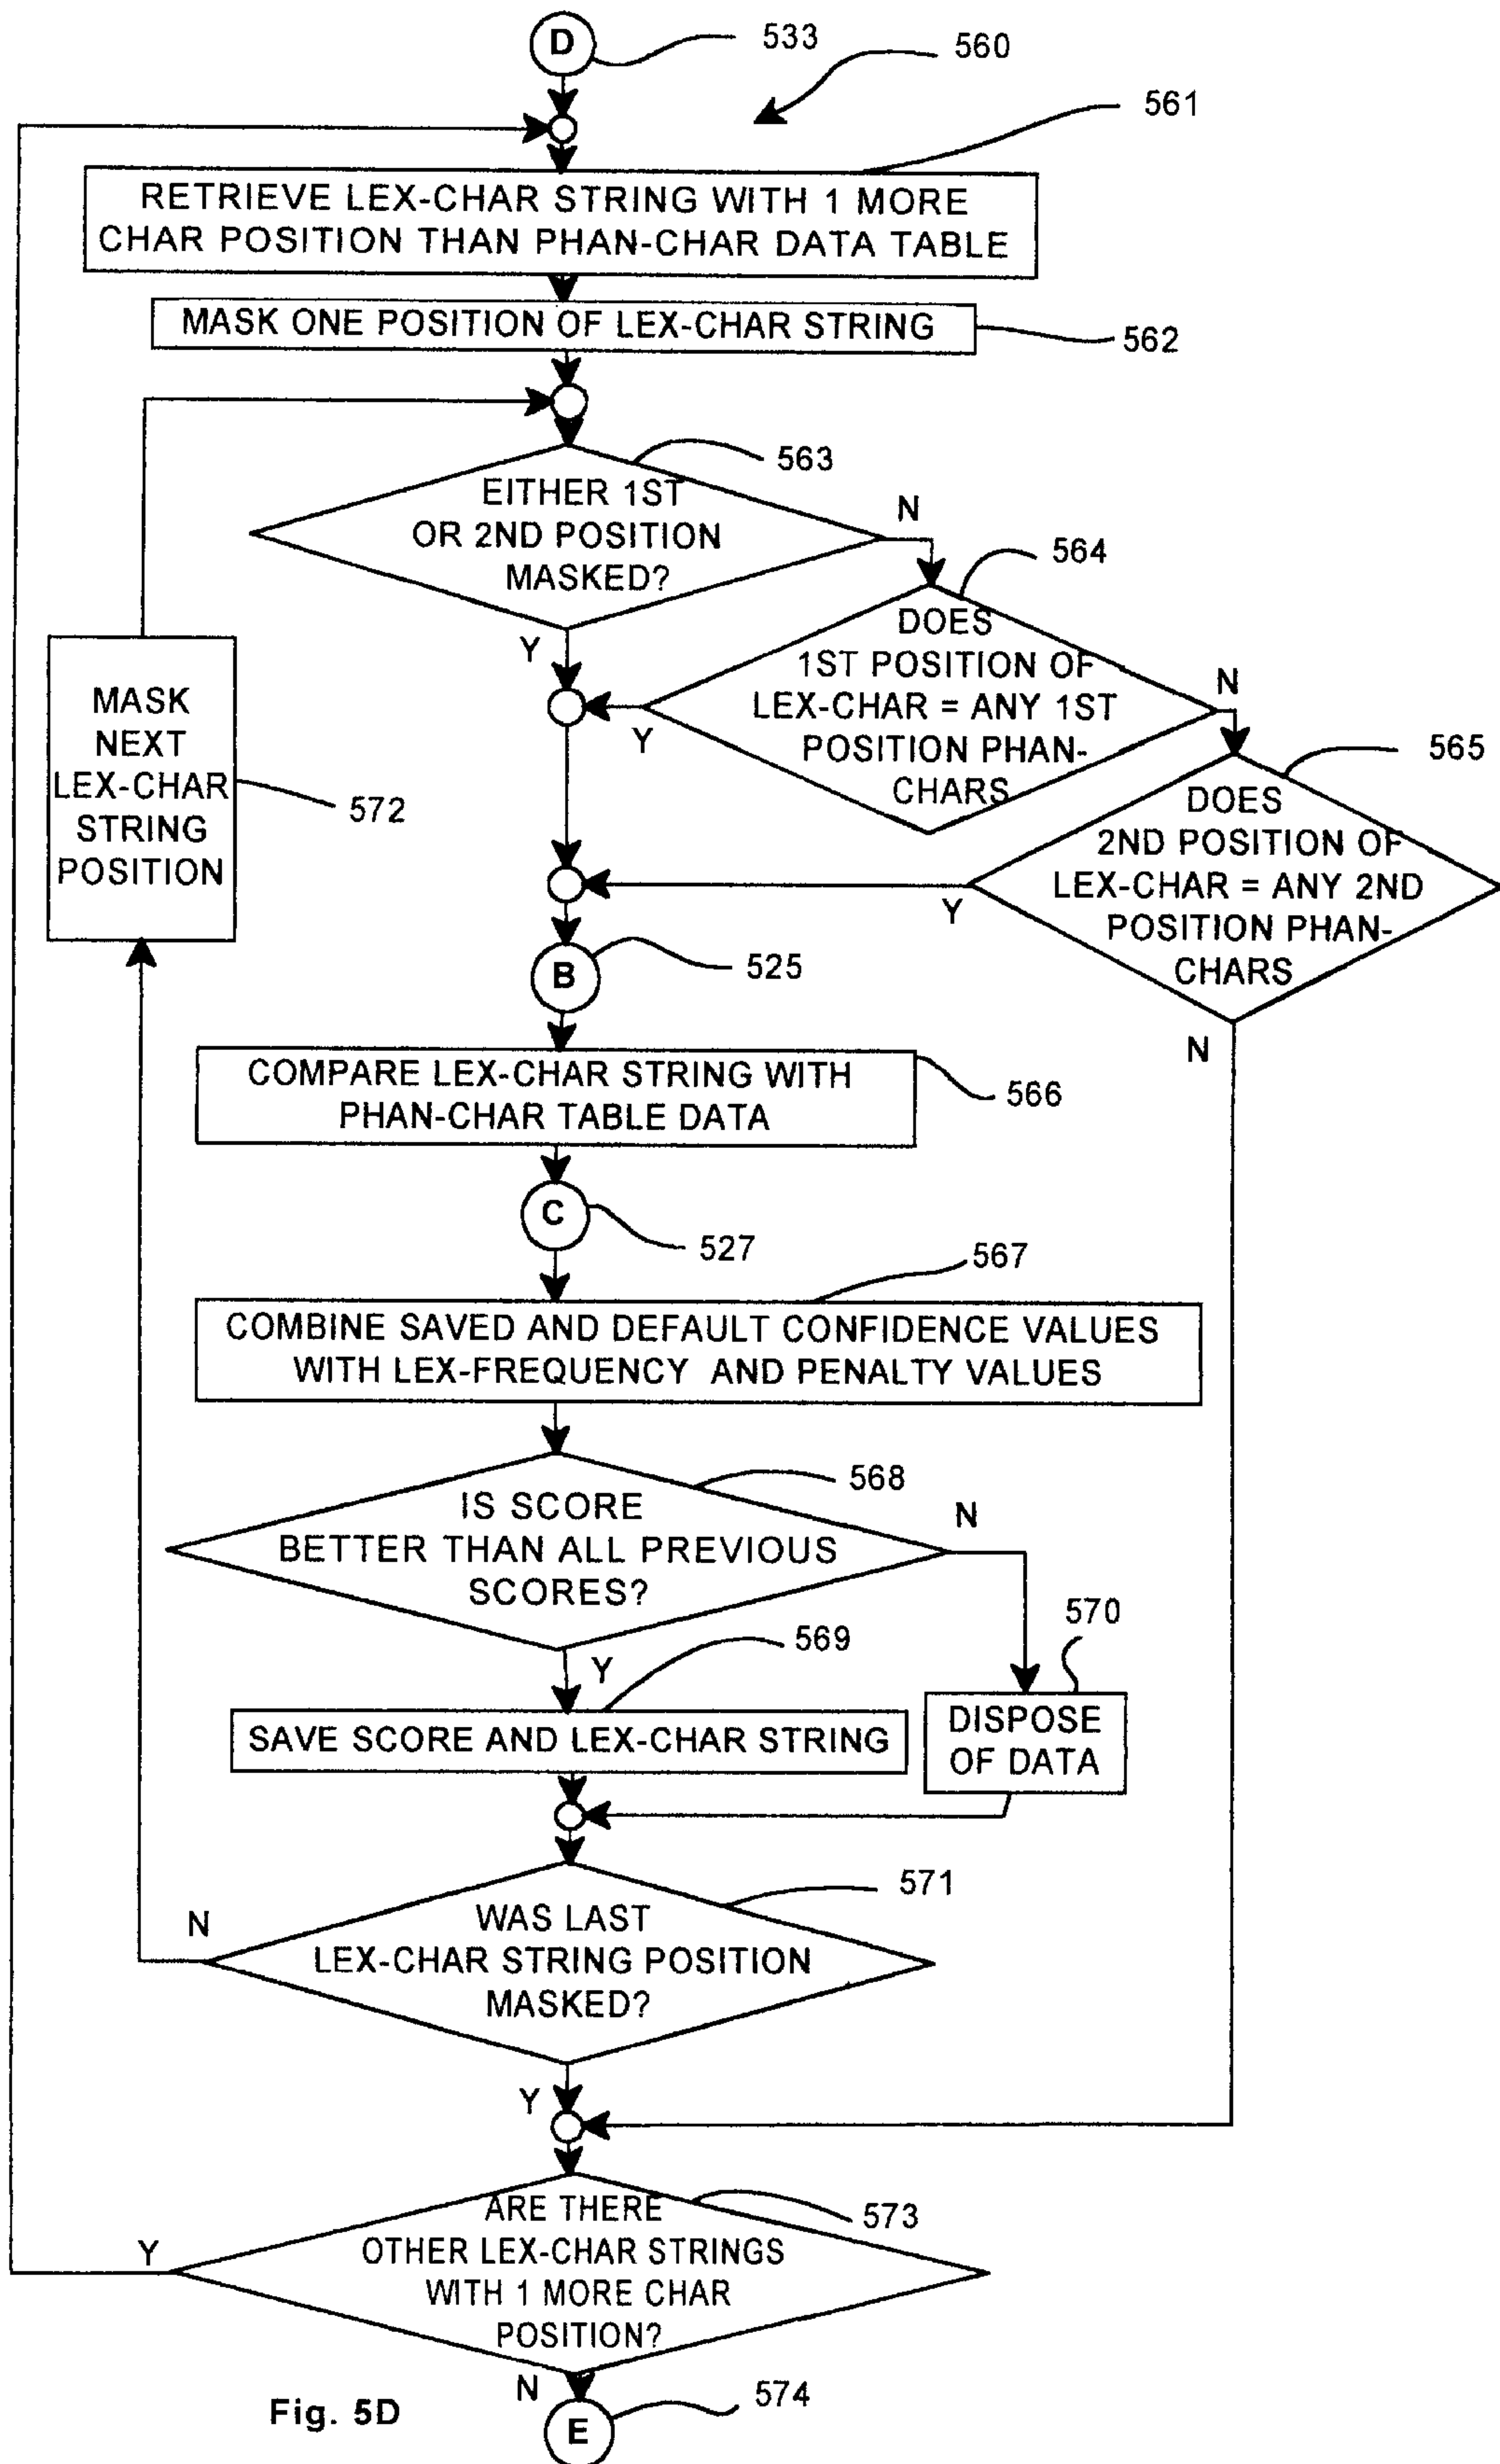 D
533
560
561
RETRIEVE LEX-CHAR STRING WITH 1 MORE
CHAR POSITION THAN PHAN-CHAR DATA TABLE
MASK ONE POSITION OF LEX-CHAR STRING
562
563
EITHER 1ST
OR 2ND POSITION
MASKED?
N
Y
564
DOES
1ST POSITION OF
LEX-CHAR = ANY 1ST
POSITION PHAN-
CHARS
N
Y
565
DOES
2ND POSITION OF
LEX-CHAR = ANY 2ND
POSITION PHAN-
CHARS
Y
N
MASK
NEXT
LEX-CHAR
STRING
POSITION
572
B
525
COMPARE LEX-CHAR STRING WITH
PHAN-CHAR TABLE DATA
566
C
527
567
COMBINE SAVED AND DEFAULT CONFIDENCE VALUES
WITH LEX-FREQUENCY AND PENALTY VALUES
568
IS SCORE
BETTER THAN ALL PREVIOUS
SCORES?
N
Y
569
570
SAVE SCORE AND LEX-CHAR STRING
DISPOSE
OF DATA
571
WAS LAST
LEX-CHAR STRING POSITION
MASKED?
N
Y
573
ARE THERE
OTHER LEX-CHAR STRINGS
WITH 1 MORE CHAR
POSITION?
Y
N
574
E
Fig. 5D